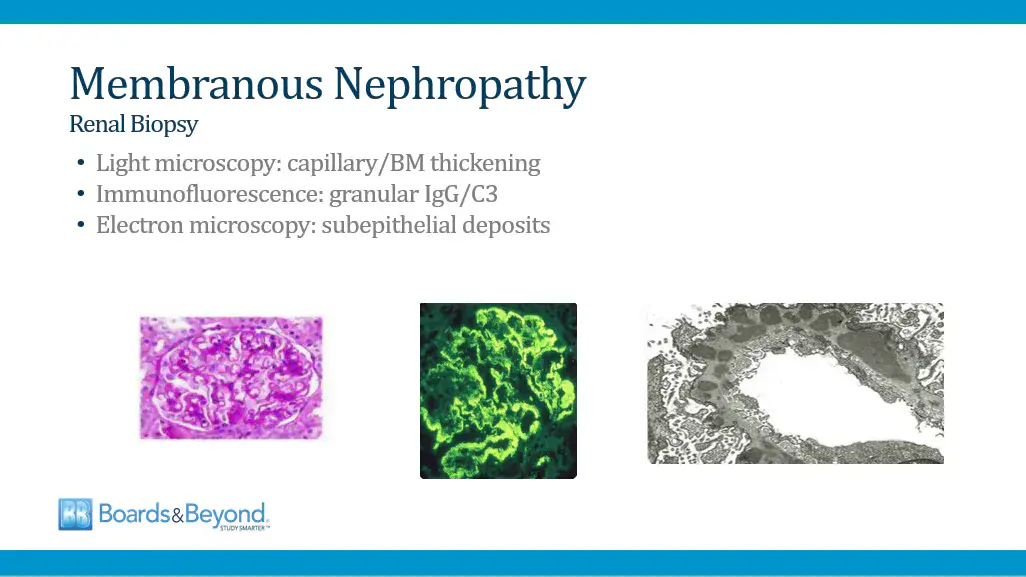 Membranous Nephropathy
Renal Biopsy
• Light microscopy: capillary/BM thickening
• Immunofluorescence: granular IgG/C3
• Electron microscopy: subepithelial deposits
BB Boards&Beyond®
STUDY SMARTER™